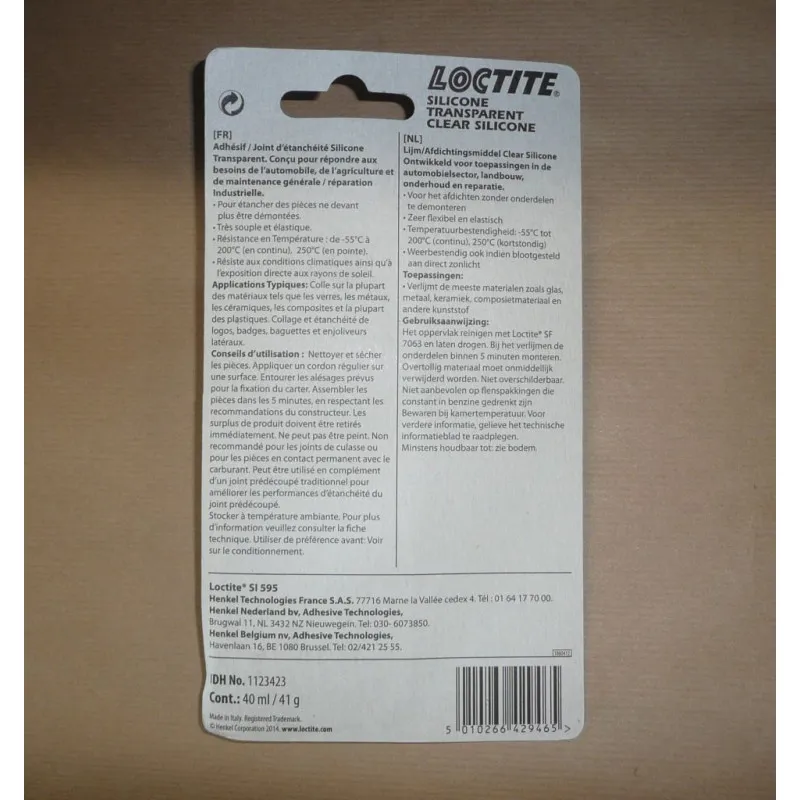 LOCTITE®
SILICONE
TRANSPARENT
CLEAR SILICONE
[FR]
Adhésif / Joint d'étanchéité Silicone
Transparent. Conçu pour répondre aux
besoins de l'automobile, de l'agriculture et
de maintenance générale / réparation
Industrielle.
• Pour étancher des pièces ne devant
plus être démontées.
• Très souple et élastique.
• Résistance en Température : de -55°C à
200°C (en continu), 250°C (en pointe).
• Résiste aux conditions climatiques ainsi qu'à
l'exposition directe aux rayons de soleil.
Applications Typiques: Colle sur la plupart
des matériaux tels que les verres, les métaux,
les céramiques, les composites et la plupart
des plastiques. Collage et étanchéité de
logos, badges, baguettes et enjoliveurs
latéraux.
Conseils d'utilisation : Nettoyer et sécher
les pièces. Appliquer un cordon régulier sur
une surface. Entourer les alésages prévus
pour la fixation du carter. Assembler les
pièces dans les 5 minutes, en respectant les
recommandations du constructeur. Les
surplus de produit doivent être retirés
immédiatement. Ne peut pas être peint. Non
recommandé pour les joints de culasse ou
pour les pièces en contact permanent avec le
carburant. Peut être utilisé en complément
d'un joint prédécoupé traditionnel pour
améliorer les performances d'étanchéité du
joint prédécoupé.
Stocker à température ambiante. Pour plus
d'information veuillez consulter la fiche
technique. Utiliser de préférence avant: Voir
sur le conditionnement.
[NL]
Lijm/Afdichtingsmiddel Clear Silicone
Ontwikkeld voor toepassingen in de
automobielsector, landbouw,
onderhoud en reparatie.
• Voor het afdichten zonder onderdelen
te demonteren
• Zeer flexibel en elastisch
• Temperatuurbestendigheid: -55°C tot
200°C (continu), 250°C (kortstondig)
• Weerbestendig ook indien blootgesteld
aan direct zonlicht
Toepassingen:
• Verlijmt de meeste materialen zoals glas,
metaal, keramiek, composietmateriaal en
andere kunststof
Gebruiksaanwijzing:
Het oppervlak reinigen met Loctite® SF
7063 en laten drogen. Bij het verlijmen de
onderdelen binnen 5 minuten monteren.
Overtollig materiaal moet onmiddellijk
verwijderd worden. Niet overschilderbaar.
Niet aanbevolen op flenspakkingen die
constant in benzine gedrenkt zijn
Bewaren bij kamertemperatuur. Voor
verdere informatie, gelieve het technische
informatieblad te raadplegen.
Minstens houdbaar tot: zie bodem.
Loctite® SI 595
Henkel Technologies France S.A.S. 77716 Marne la Vallée cedex 4. Tél : 01 64 17 70 00.
Henkel Nederland bv, Adhesive Technologies,
Brugwal 11, NL 3432 NZ Nieuwegein. Tel: 030- 6073850.
Henkel Belgium nv, Adhesive Technologies,
Havenlaan 16, BE 1080 Brussel. Tel: 02/421 25 55.
IDH No. 1123423
Cont.: 40 ml / 41 g
Made in Italy. Registered Trademark.
© Henkel Corporation 2014. www.loctite.com
5 010266 429465 >